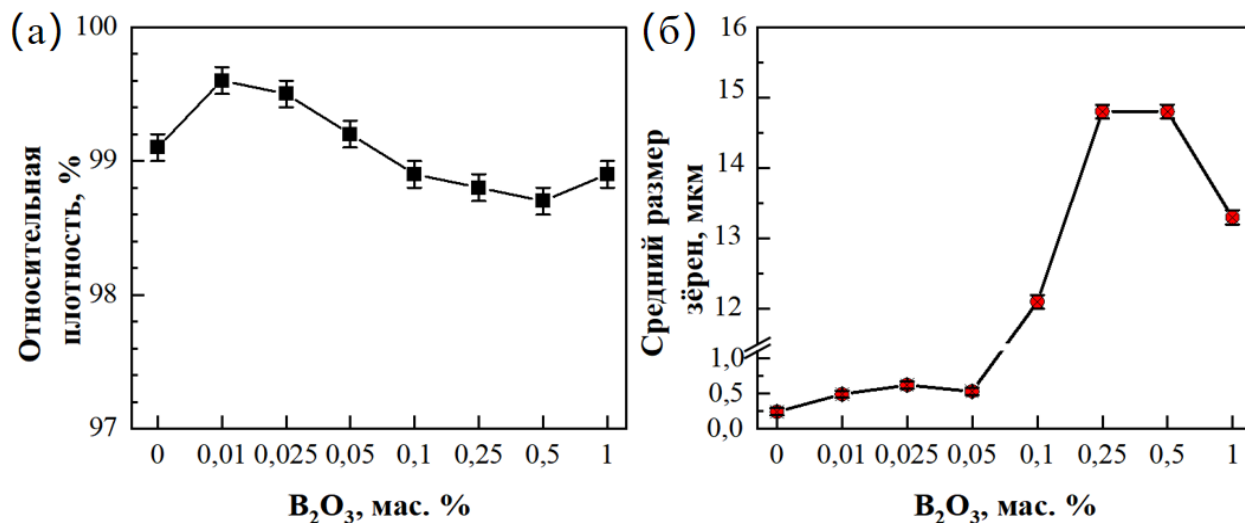 (а)
100
99
98
97
Относительная
плотность, %
0 0,01 0,025 0,05 0,1 0,25 0,5 1
B₂O₃, мас. %
(б)
16
15
14
13
12
1,0
0,5
0,0
Средний размер
зёрен, мкм
0 0,01 0,025 0,05 0,1 0,25 0,5 1
B₂O₃, мас. %